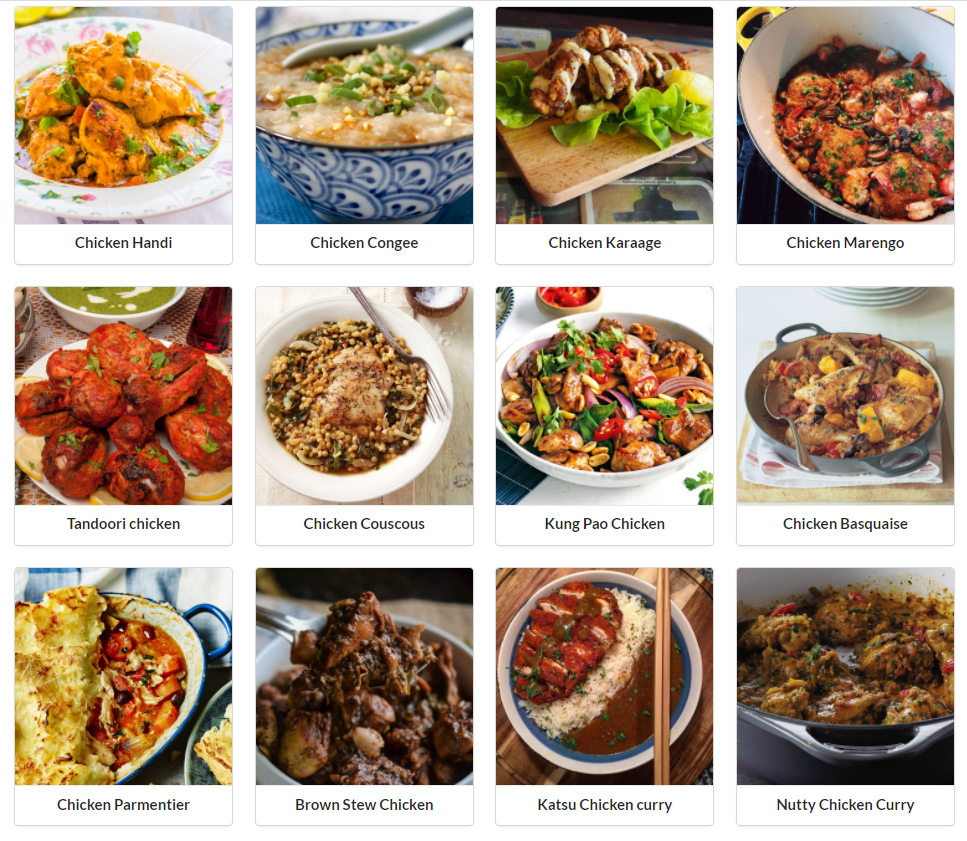 Chicken Handi
Chicken Congee
Chicken Karaage
Chicken Marengo
Tandoori chicken
Chicken Couscous
Kung Pao Chicken
Chicken Basquaise
Chicken Parmentier
Brown Stew Chicken
Katsu Chicken curry
Nutty Chicken Curry